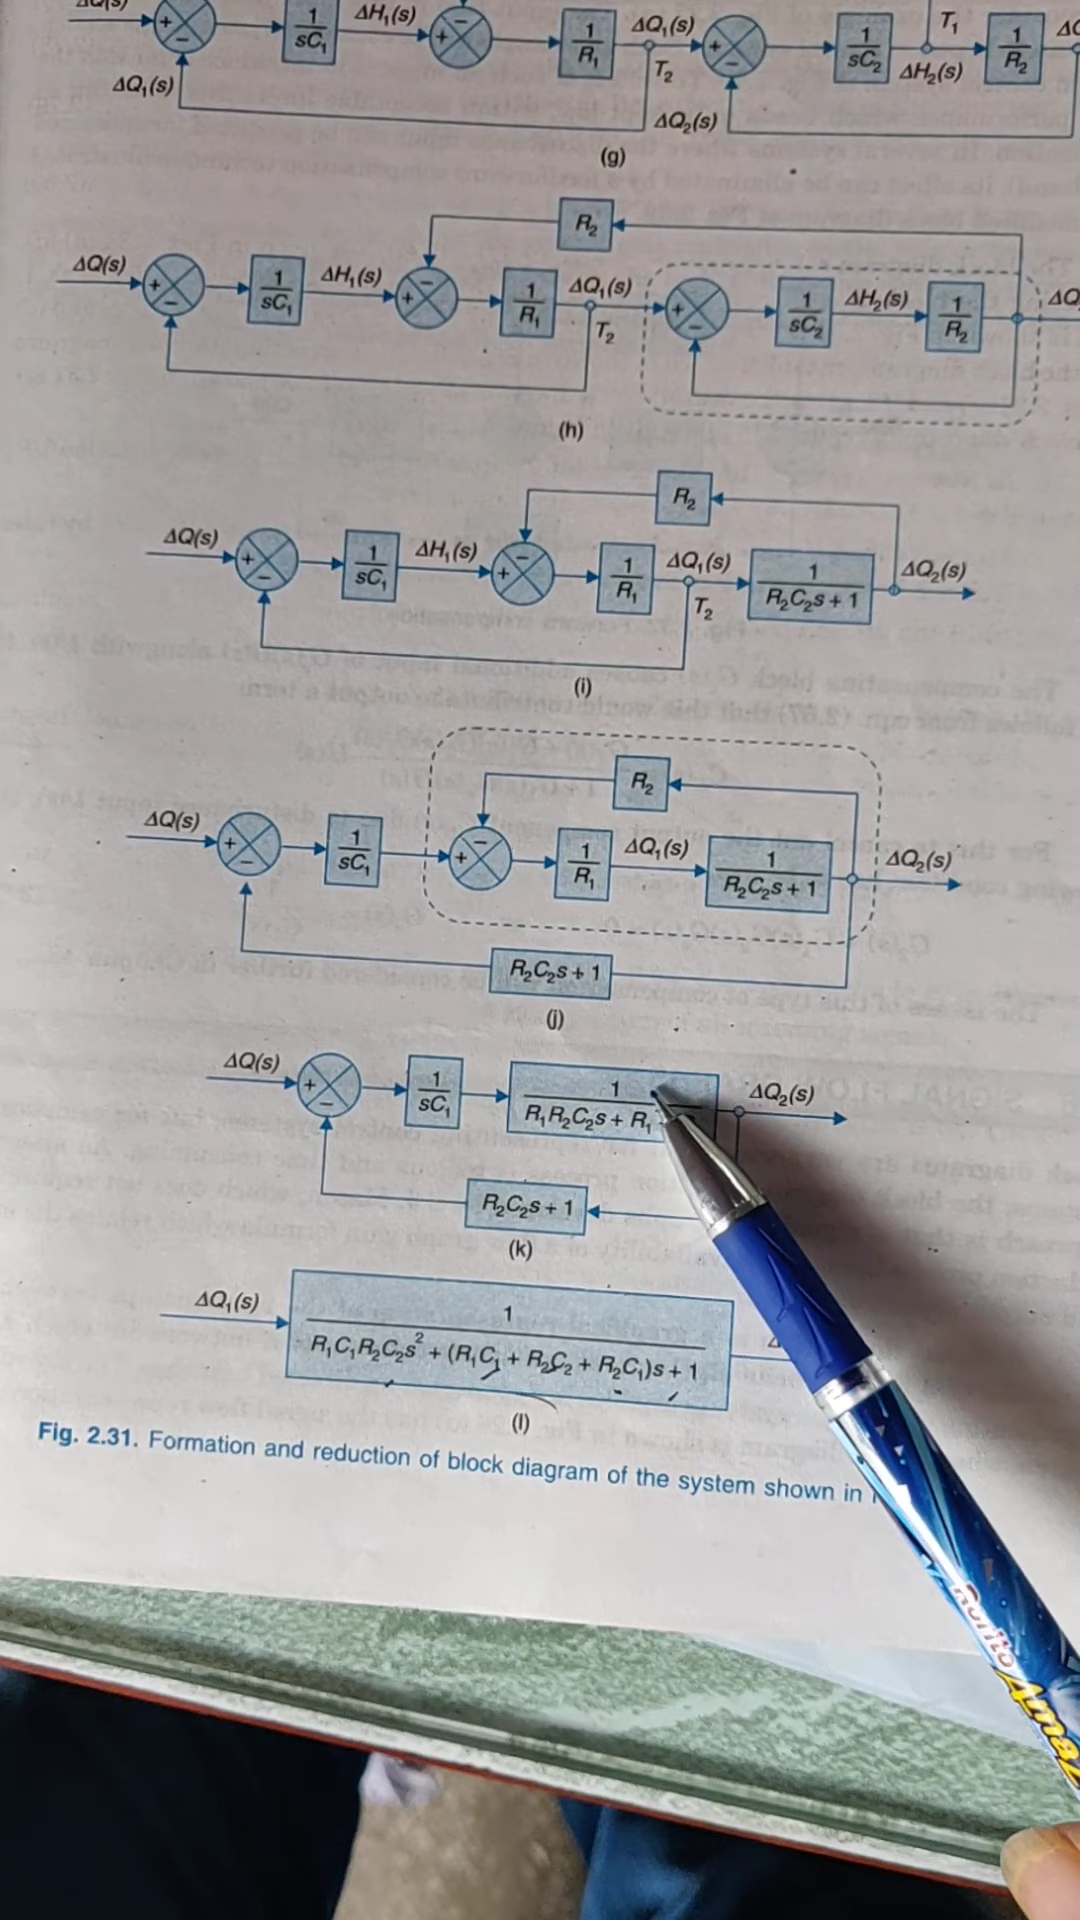 ΔQ(s)
+
−
1
sC₁
ΔH₁(s)
+
−
1
R₁
ΔQ₁(s)
T₂
+
−
1
sC₂
T₁
ΔH₂(s)
1
R₂
ΔQ₁(s)
ΔQ₂(s)
(g)
R₂
ΔQ(s)
+
−
1
sC₁
ΔH₁(s)
+
−
1
R₁
ΔQ₁(s)
T₂
+
−
1
sC₂
ΔH₂(s)
1
R₂
ΔQ
(h)
R₂
ΔQ(s)
+
−
1
sC₁
ΔH₁(s)
+
−
1
R₁
ΔQ₁(s)
T₂
1
R₂C₂s + 1
ΔQ₂(s)
(i)
R₂
ΔQ(s)
+
−
1
sC₁
+
−
1
R₁
ΔQ₁(s)
1
R₂C₂s + 1
ΔQ₂(s)
R₂C₂s + 1
(j)
ΔQ(s)
+
−
1
sC₁
1
R₁R₂C₂s + R₁
ΔQ₂(s)
R₂C₂s + 1
(k)
ΔQ₁(s)
1
R₁C₁R₂C₂s² + (R₁C₁ + R₂C₂ + R₂C₁)s + 1
(l)
Fig. 2.31. Formation and reduction of block diagram of the system shown in
Rorito
Amaz